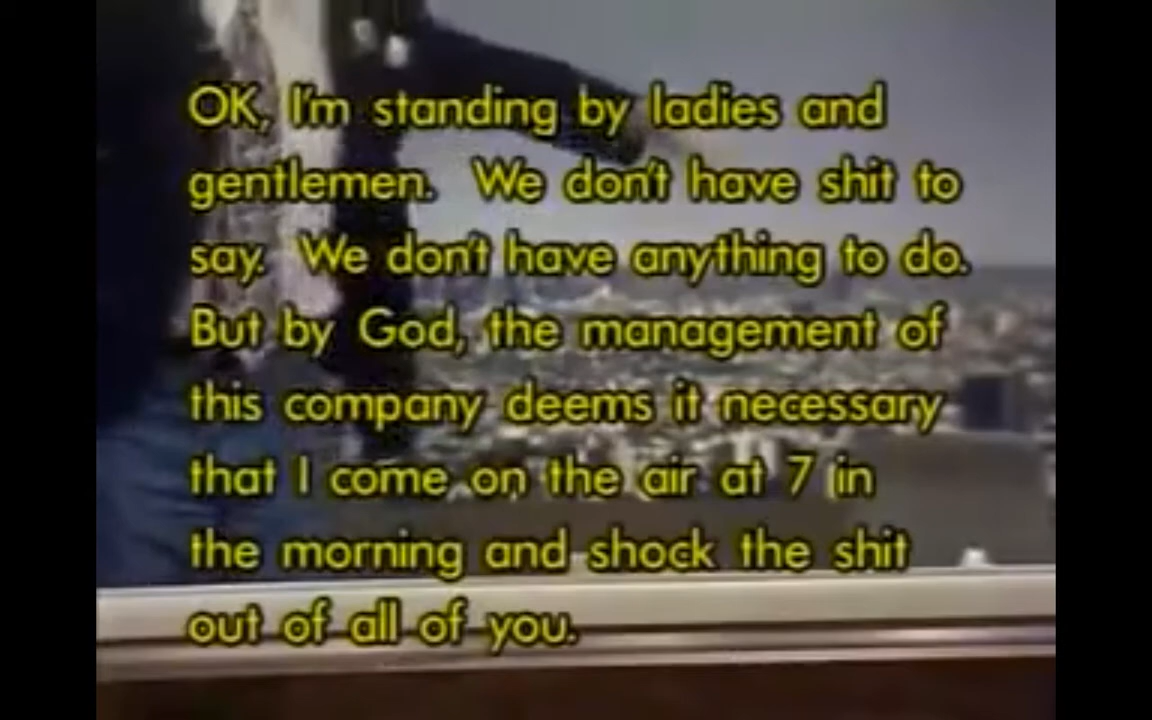 OK, I'm standing by ladies and
gentlemen.  We don't have shit to
say.  We don't have anything to do.
But by God, the management of
this company deems it necessary
that I come on the air at 7 in
the morning and shock the shit
out of all of you.